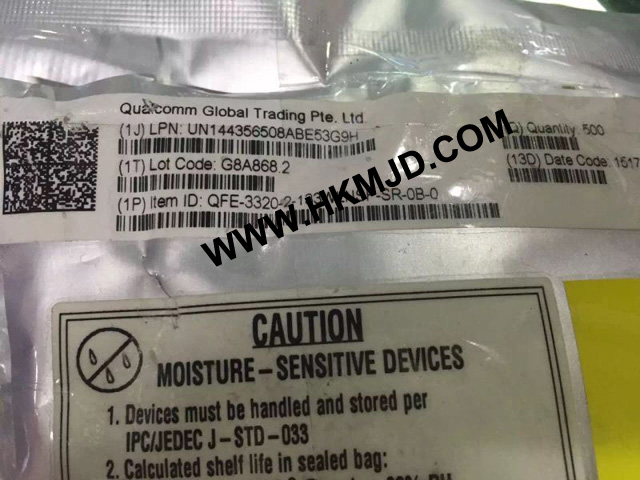 Qualcomm Global Trading Pte. Ltd.
(1J) LPN: UN144356508ABE53G9H
Quantity: 500
(1T) Lot Code: G8A868.2
(13D) Date Code: 1517
(1P) Item ID: QFE-3320-2- -SR-0B-0
WWW.HKMJD.COM
CAUTION
MOISTURE-SENSITIVE DEVICES
1. Devices must be handled and stored per
IPC/JEDEC J-STD-033
2. Calculated shelf life in sealed bag: